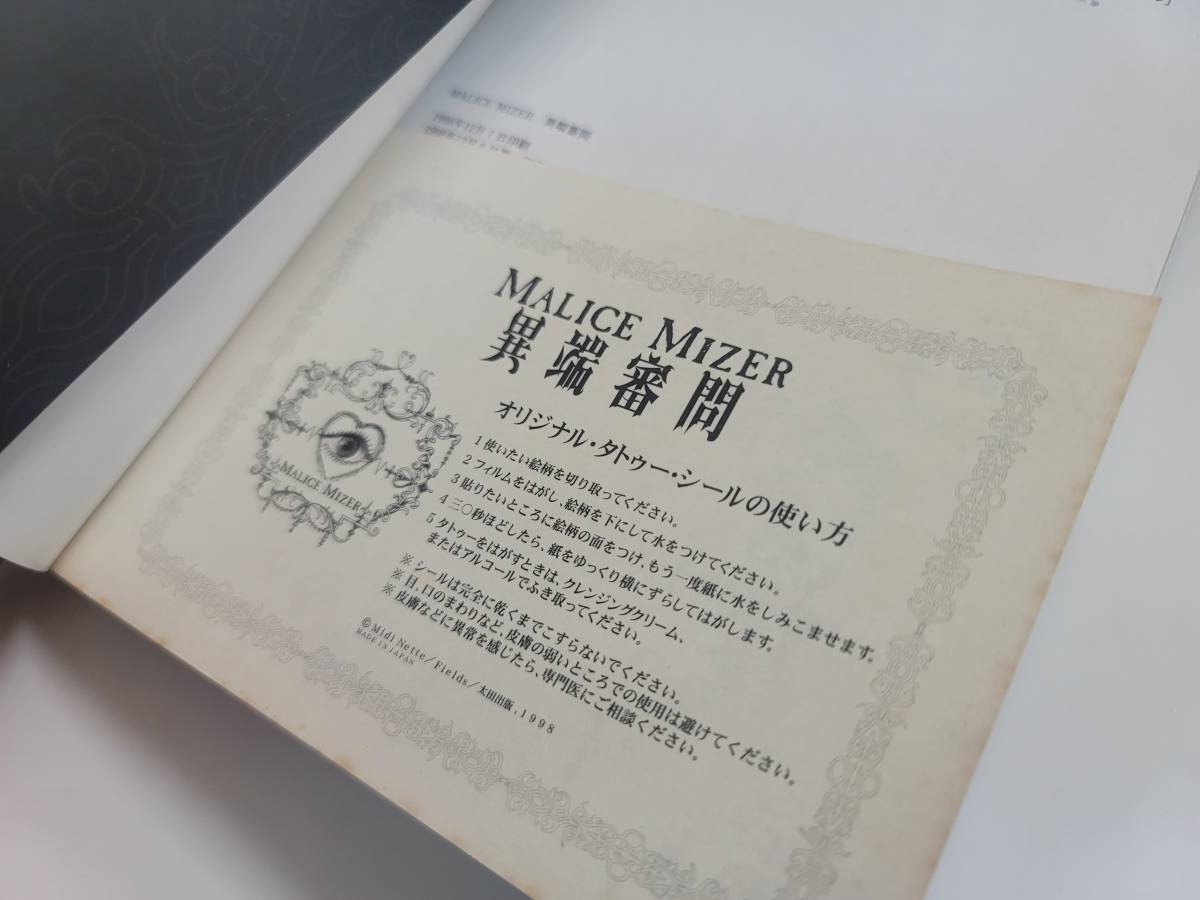 MALICE MIZER 異端審問
MALICE MIZER
異端審問
オリジナル・タトゥー・シールの使い方
1 使いたい絵柄を切り取ってください。
2 フィルムをはがし、絵柄を下にして水をつけてください。
3 貼りたいところに絵柄の面をつけ、もう一度紙に水をしみこませます。
4 三〇秒ほどしたら、紙をゆっくり横にずらしてはがします。
5 タトゥーをはがすときは、クレンジングクリーム、
またはアルコールでふき取ってください。
※ シールは完全に乾くまでこすらないでください。
※ 目、口のまわりなど、皮膚の弱いところでの使用は避けてください。
※ 皮膚などに異常を感じたら、専門医にご相談ください。
©Midi Nette/Fields/太田出版,1998
MADE IN JAPAN
MALICE MIZER